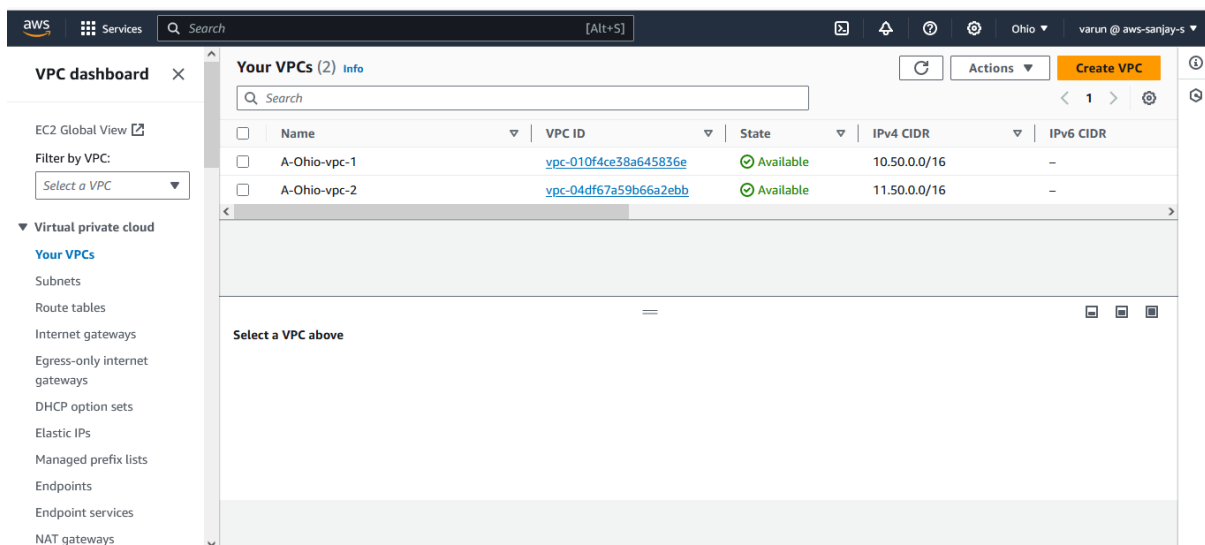 aws Services Search [Alt+S] Ohio ▼ varun @ aws-sanjay-s ▼
VPC dashboard
EC2 Global View
Filter by VPC:
Select a VPC
Virtual private cloud
Your VPCs
Subnets
Route tables
Internet gateways
Egress-only internet
gateways
DHCP option sets
Elastic IPs
Managed prefix lists
Endpoints
Endpoint services
NAT gateways
Your VPCs (2) Info
Actions ▼ Create VPC
Search
< 1 >
Name VPC ID State IPv4 CIDR IPv6 CIDR
A-Ohio-vpc-1 vpc-010f4ce38a645836e Available 10.50.0.0/16 –
A-Ohio-vpc-2 vpc-04df67a59b66a2ebb Available 11.50.0.0/16 –
Select a VPC above